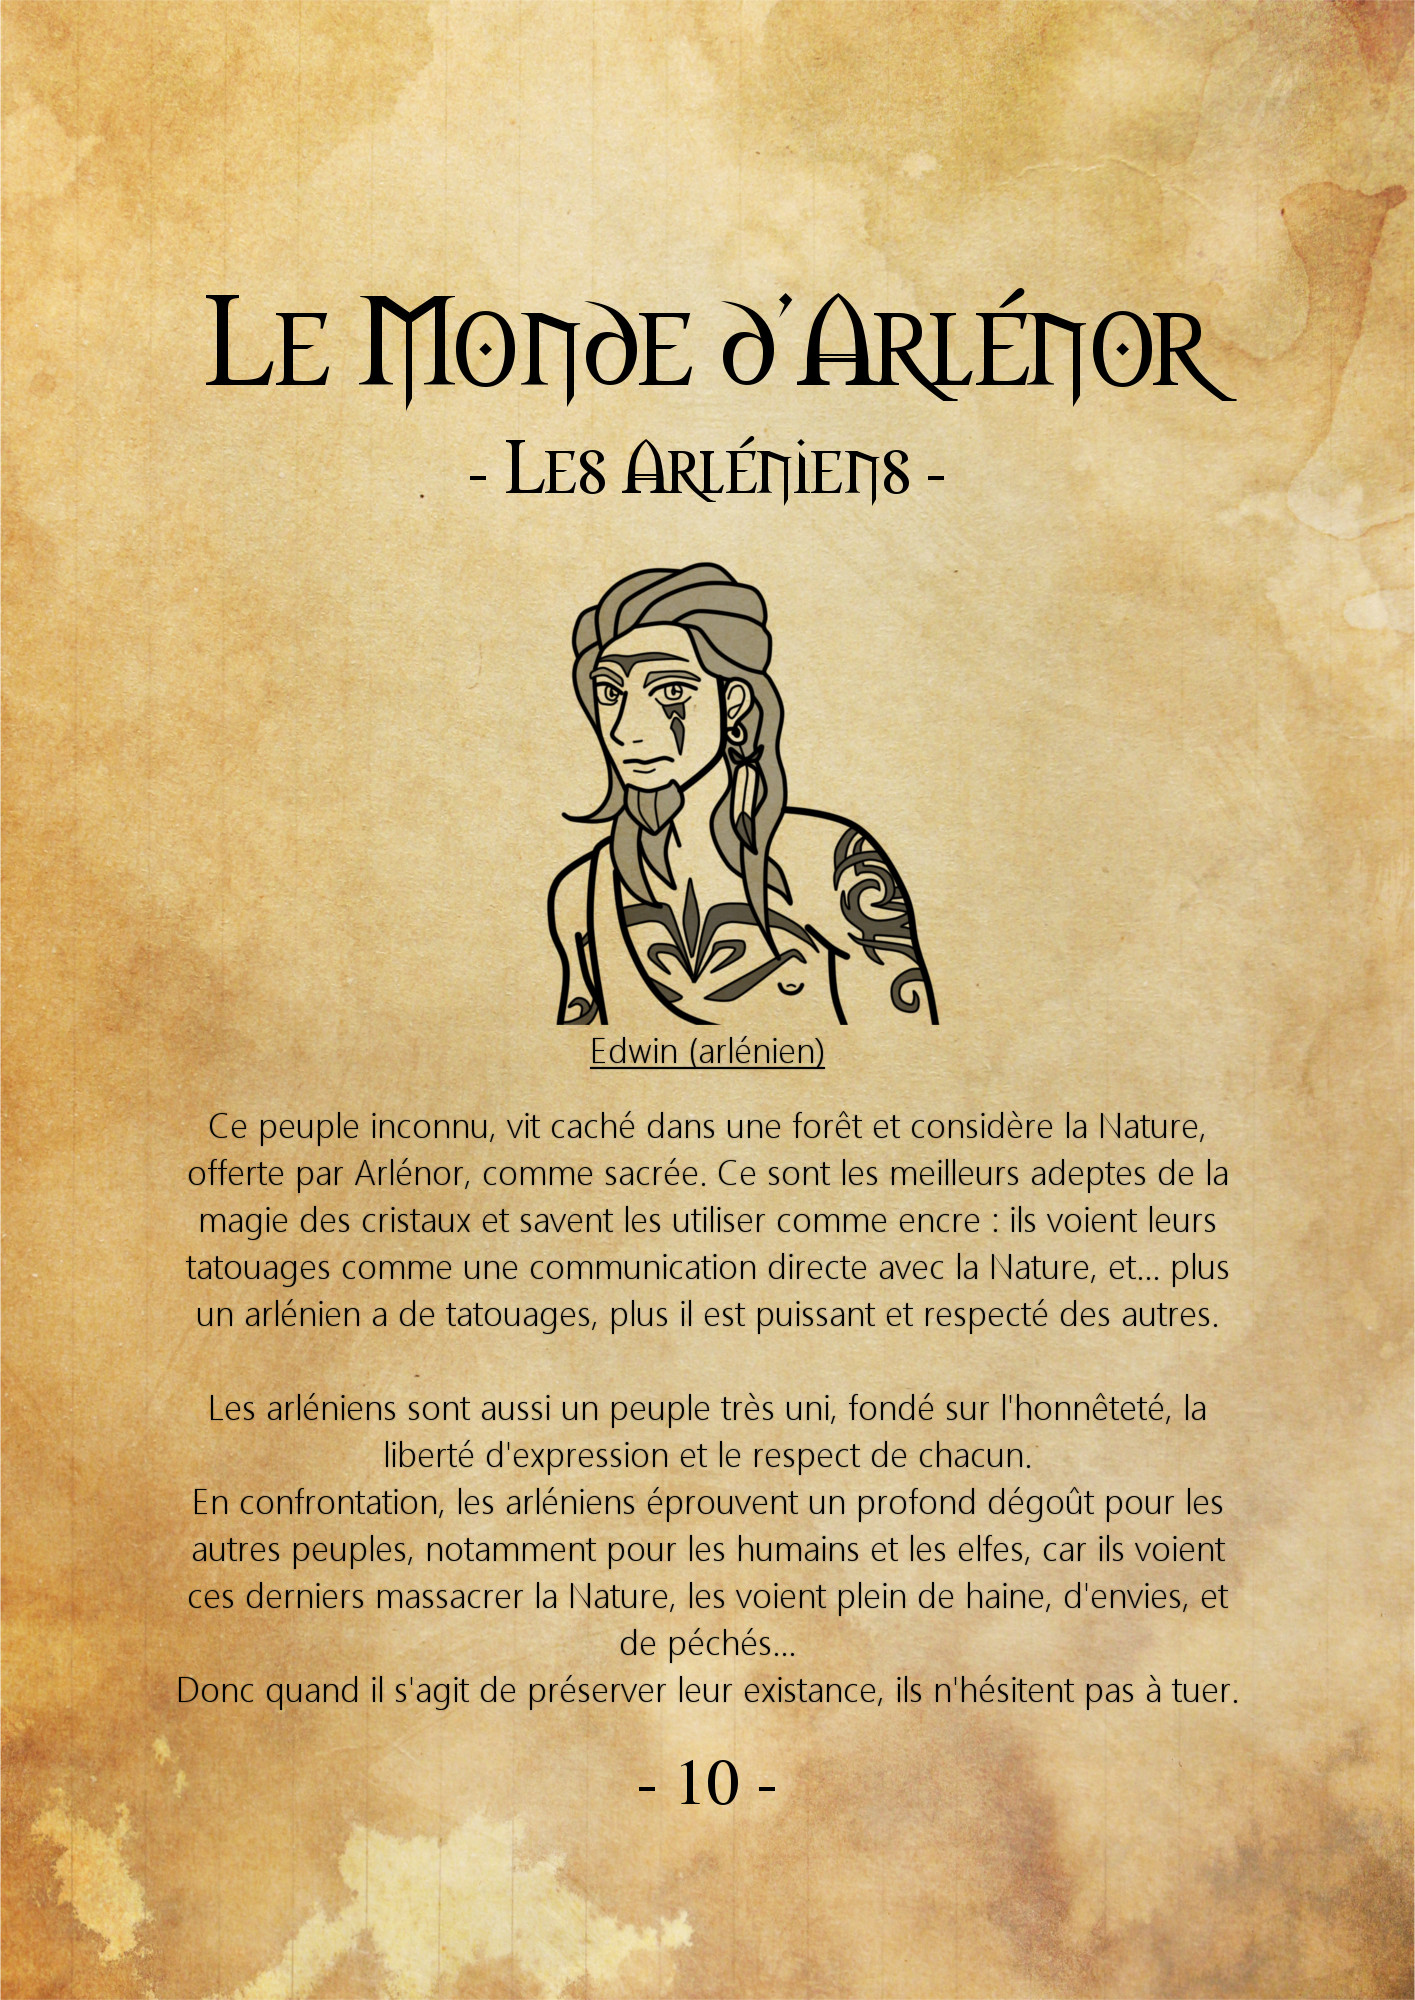 Le Monde d'Arlénor
- Les Arléniens -
Edwin (arlénien)
Ce peuple inconnu, vit caché dans une forêt et considère la Nature,
offerte par Arlénor, comme sacrée. Ce sont les meilleurs adeptes de la
magie des cristaux et savent les utiliser comme encre : ils voient leurs
tatouages comme une communication directe avec la Nature, et... plus
un arlénien a de tatouages, plus il est puissant et respecté des autres.
Les arléniens sont aussi un peuple très uni, fondé sur l'honnêteté, la
liberté d'expression et le respect de chacun.
En confrontation, les arléniens éprouvent un profond dégoût pour les
autres peuples, notamment pour les humains et les elfes, car ils voient
ces derniers massacrer la Nature, les voient plein de haine, d'envies, et
de péchés...
Donc quand il s'agit de préserver leur existance, ils n'hésitent pas à tuer.
- 10 -